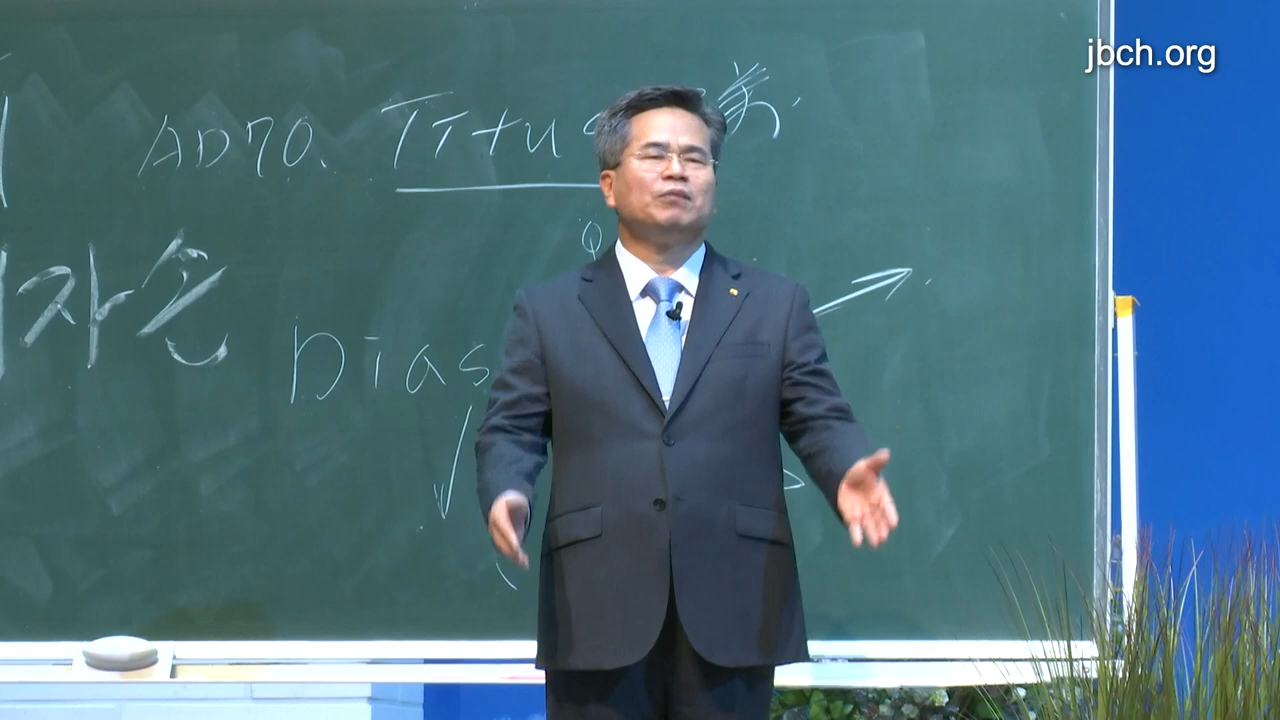 jbch.org
AD70. Titus
자손
Dias